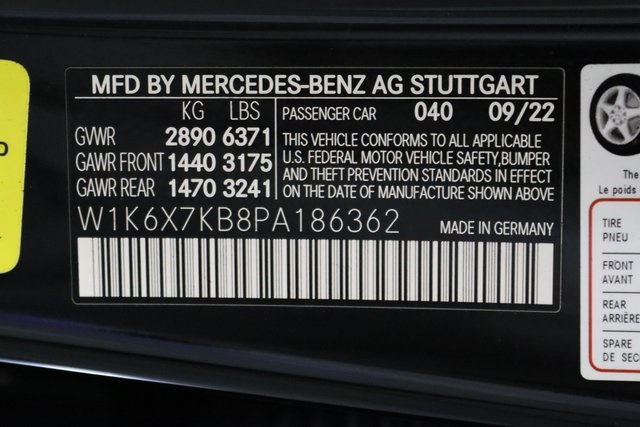 MFD BY MERCEDES-BENZ AG STUTTGART
KG LBS
GVWR 2890 6371
GAWR FRONT 1440 3175
GAWR REAR 1470 3241
PASSENGER CAR 040 09/22
THIS VEHICLE CONFORMS TO ALL APPLICABLE
U.S. FEDERAL MOTOR VEHICLE SAFETY,BUMPER
AND THEFT PREVENTION STANDARDS IN EFFECT
ON THE DATE OF MANUFACTURE SHOWN ABOVE
W1K6X7KB8PA186362
MADE IN GERMANY
The
Le poids
TIRE
PNEU
FRONT
AVANT
REAR
ARRIÈRE
SPARE
DE SEC